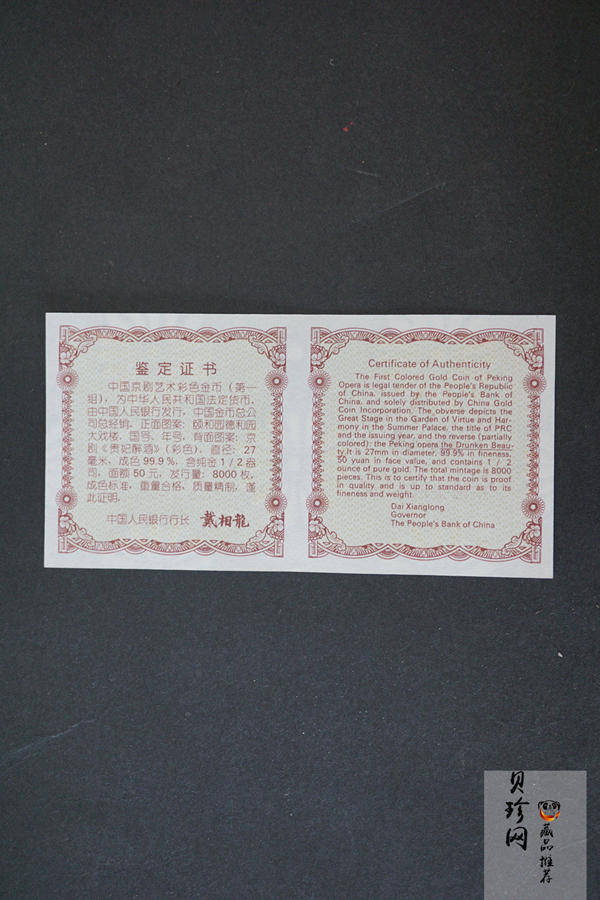 鉴定证书
中国京剧艺术彩色金币（第一
组），为中华人民共和国法定货币，
由中国人民银行发行，中国金币总公
司总经销。正面图案：颐和园德和园
大戏楼、国号、年号，背面图案：京
剧《贵妃醉酒》（彩色）。直径：27
毫米，成色99.9％，含纯金1/2盎
司，面额50元，发行量：8000枚，
成色标准，重量合格，质量精制，谨
此证明。
中国人民银行行长 戴相龍
Certificate of Authenticity
The First Colored Gold Coin of Peking
Opera is legal tender of the People's Republic
of China, issued by the People's Bank of
China, and solely distributed by China Gold
Coin Incorporation. The obverse depicts the
Great Stage in the Garden of Virtue and Har-
mony in the Summer Palace, the title of PRC
and the issuing year, and the reverse (partially
colored): the Peking opera the Drunken Beau-
ty.It is 27mm in diameter, 99.9% in fineness,
50 yuan in face value, and contains 1/2
ounce of pure gold. The total mintage is 8000
pieces. This is to certify that the coin is proof
in quality and is up to standard as to its
fineness and weight.
Dai Xianglong
Governor
The People's Bank of China
贝珍网
藏品推荐